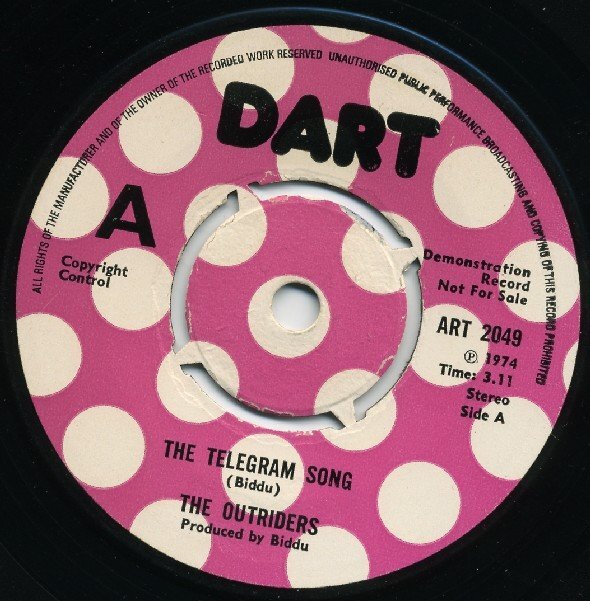 ALL RIGHTS OF THE MANUFACTURER AND OF THE OWNER OF THE RECORDED WORK RESERVED UNAUTHORISED PUBLIC PERFORMANCE BROADCASTING AND COPYING OF THIS RECORD PROHIBITED
DART
A
Copyright
Control
Demonstration
Record
Not For Sale
ART 2049
Ⓟ 1974
Time: 3.11
Stereo
Side A
THE TELEGRAM SONG
(Biddu)
THE OUTRIDERS
Produced by Biddu